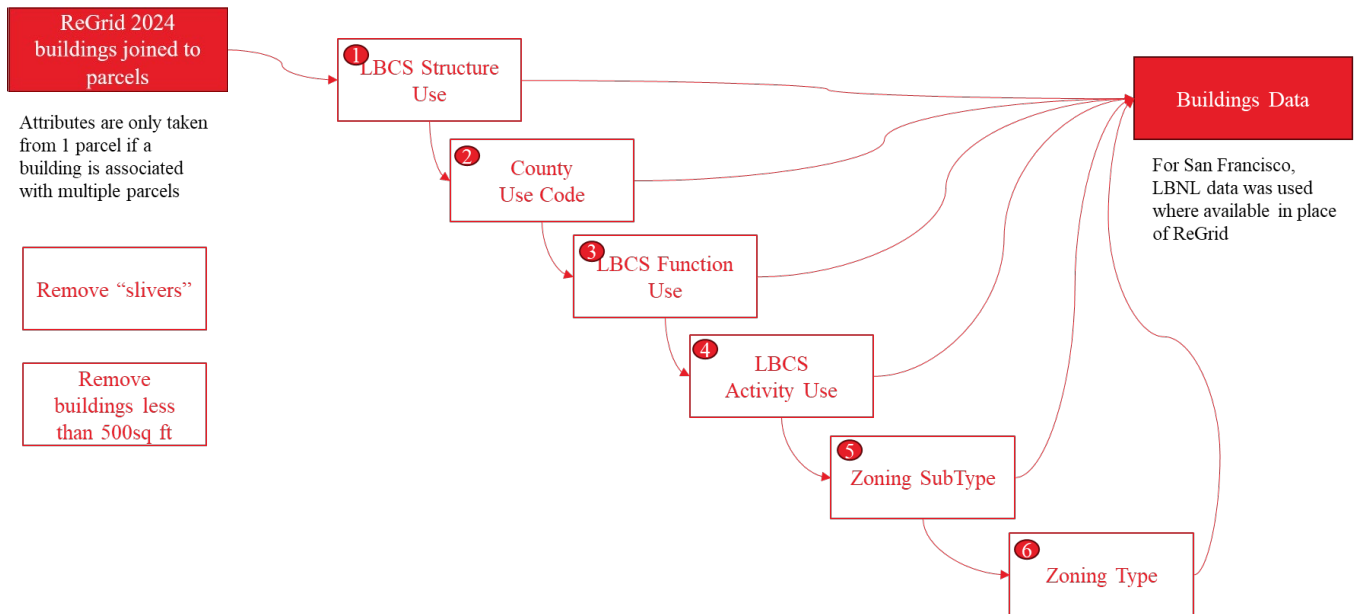 ReGrid 2024
buildings joined to
parcels
Attributes are only taken
from 1 parcel if a
building is associated
with multiple parcels
Remove “slivers”
Remove
buildings less
than 500sq ft
1
LBCS Structure
Use
2
County
Use Code
3
LBCS Function
Use
4
LBCS
Activity Use
5
Zoning SubType
6
Zoning Type
Buildings Data
For San Francisco,
LBNL data was used
where available in place
of ReGrid